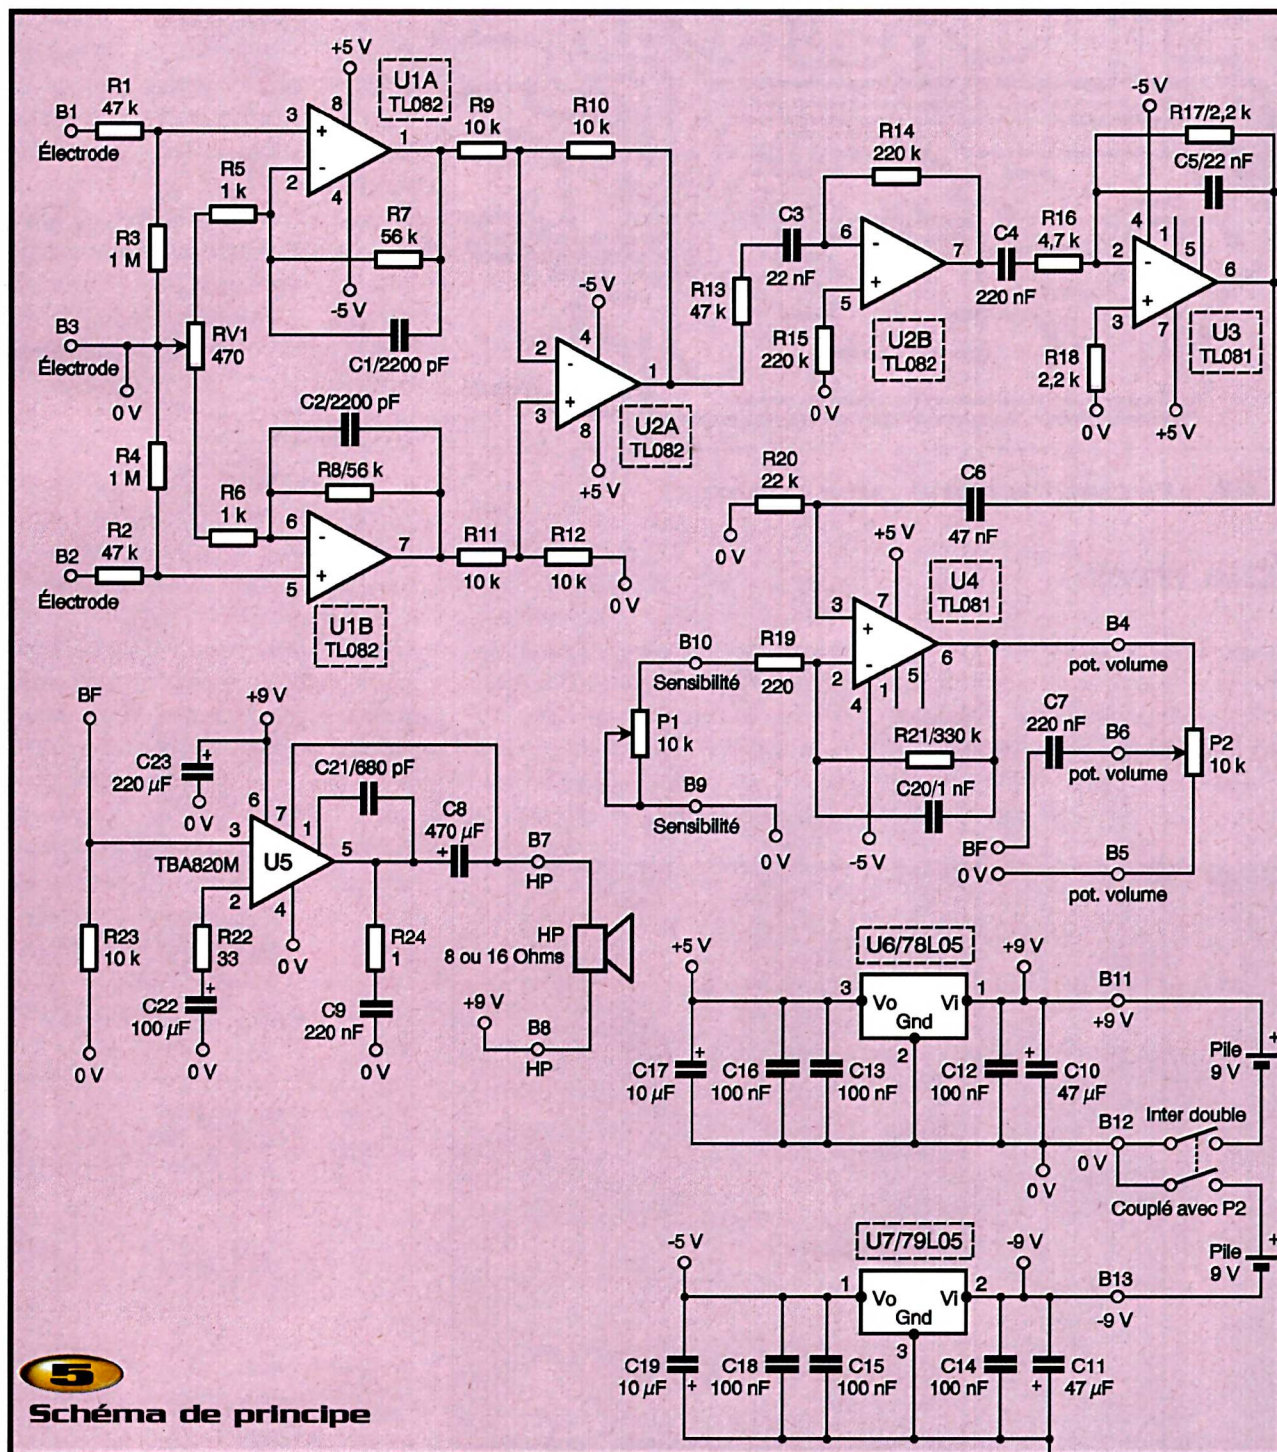 +5 V
U1A
TL082
R1
47 k
B1
Électrode
3
+
8
1
2
-
4
R9
10 k
R10
10 k
R5
1 k
R7
56 k
-5 V
C1/2200 pF
R3
1 M
B3
Électrode
0 V
RV1
470
C2/2200 pF
R8/56 k
R4
1 M
R6
1 k
R2
47 k
B2
Électrode
6
-
7
5
+
U1B
TL082
R11
10 k
R12
10 k
0 V
-5 V
4
2
-
1
3
+
8
U2A
TL082
+5 V
R14
220 k
C3
22 nF
6
-
7
5
+
R13
47 k
R15
220 k
0 V
U2B
TL082
C4
220 nF
R16
4,7 k
-5 V
R17/2,2 k
C5/22 nF
4
1
5
2
-
6
3
+
7
R18
2,2 k
0 V
+5 V
U3
TL081
R20
22 k
0 V
C6
47 nF
+5 V
U4
TL081
3
+
7
6
2
-
4
1
5
B10
Sensibilité
R19
220
P1
10 k
B9
Sensibilité
0 V
R21/330 k
C20/1 nF
-5 V
B4
pot. volume
C7
220 nF
B6
pot. volume
P2
10 k
BF
0 V
B5
pot. volume
BF
+9 V
C23
220 µF
+
0 V
C21/680 pF
6
7
1
3
U5
5
TBA820M
2
4
C8
470 µF
+
B7
HP
R23
10 k
R22
33
0 V
R24
1
HP
8 ou 16 Ohms
C22
100 µF
+
C9
220 nF
+9 V
B8
HP
0 V
0 V
0 V
+5 V
U6/78L05
+9 V
B11
+9 V
3
Vo
Vi
1
Gnd
2
C17
10 µF
+
C16
100 nF
C13
100 nF
C12
100 nF
+
C10
47 µF
Pile
9 V
+
B12
0 V
Inter double
0 V
Couplé avec P2
-5 V
U7/79L05
-9 V
B13
-9 V
Pile
9 V
+
1
Vo
Vi
2
Gnd
3
C19
10 µF
+
C18
100 nF
C15
100 nF
C14
100 nF
+
C11
47 µF
5
Schéma de principe